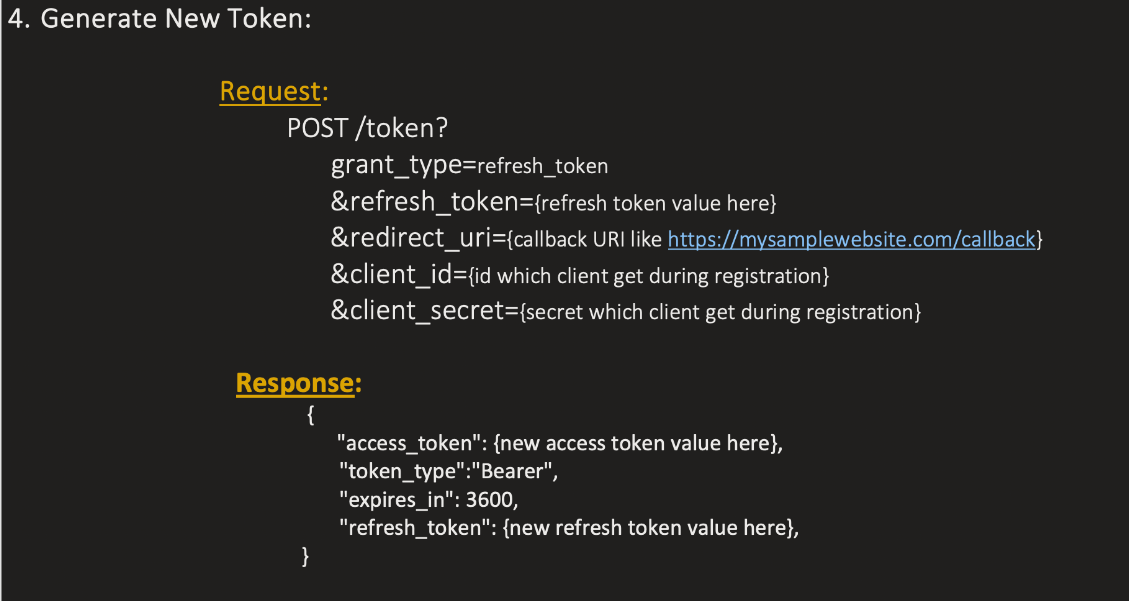 4. Generate New Token:
Request:
POST /token?
grant_type=refresh_token
&refresh_token={refresh token value here}
&redirect_uri={callback URI like https://mysamplewebsite.com/callback}
&client_id={id which client get during registration}
&client_secret={secret which client get during registration}
Response:
{
"access_token": {new access token value here},
"token_type":"Bearer",
"expires_in": 3600,
"refresh_token": {new refresh token value here},
}